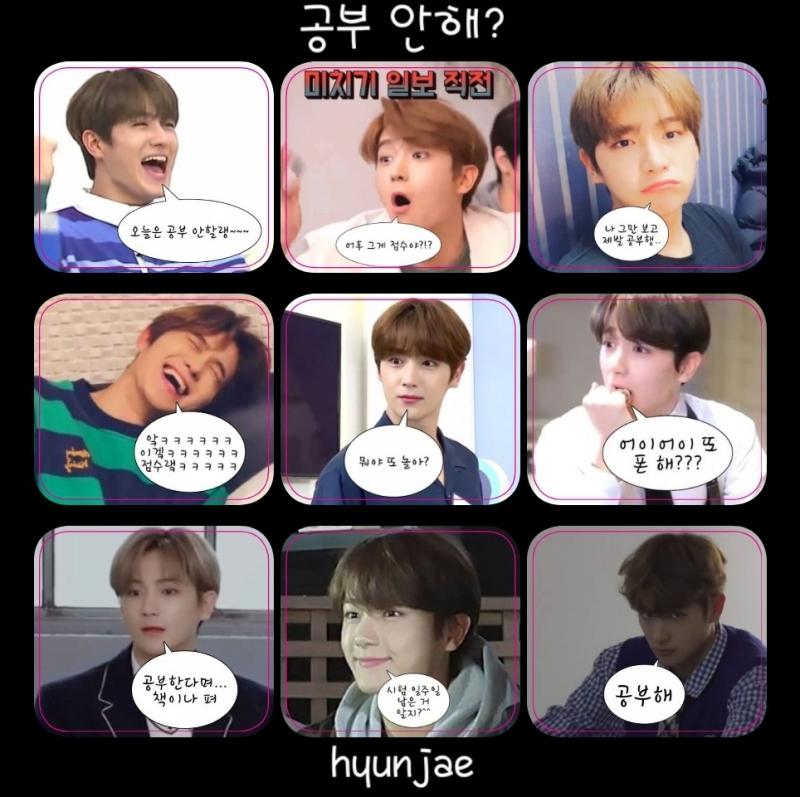 공부 안해?
미치기 일보 직전
오늘은 공부 안할랭~~~
어후 그게 점수야?!?
나 그만 보고
제발 공부행..
악ㅋㅋㅋㅋㅋㅋ
이겤ㅋㅋㅋㅋㅋㅋ
점수랰ㅋㅋㅋㅋㅋ
뭐야 또 놀아?
어이어이 또
폰 해???
공부한다며...
책이나 펴
시험 일주일
남은 거
알지?^^
공부해
hyunjae